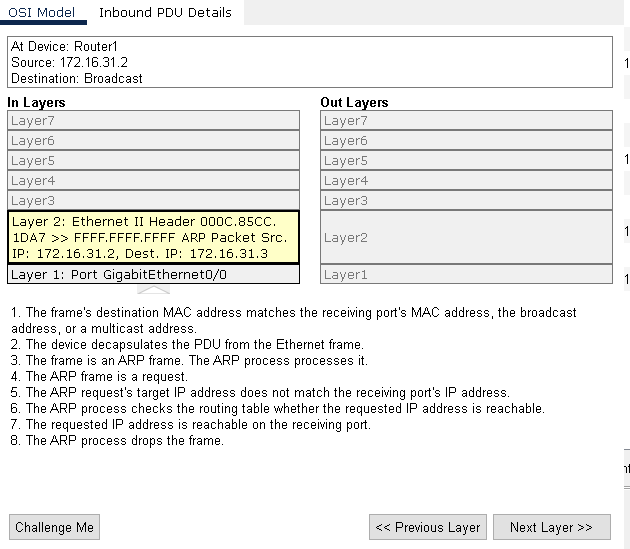 OSI Model Inbound PDU Details
At Device: Router1
Source: 172.16.31.2
Destination: Broadcast
In Layers
Layer7
Layer6
Layer5
Layer4
Layer3
Layer 2: Ethernet II Header 000C.85CC.
1DA7 >> FFFF.FFFF.FFFF ARP Packet Src.
IP: 172.16.31.2, Dest. IP: 172.16.31.3
Layer 1: Port GigabitEthernet0/0
Out Layers
Layer7
Layer6
Layer5
Layer4
Layer3
Layer2
Layer1
1. The frame's destination MAC address matches the receiving port's MAC address, the broadcast
address, or a multicast address.
2. The device decapsulates the PDU from the Ethernet frame.
3. The frame is an ARP frame. The ARP process processes it.
4. The ARP frame is a request.
5. The ARP request's target IP address does not match the receiving port's IP address.
6. The ARP process checks the routing table whether the requested IP address is reachable.
7. The requested IP address is reachable on the receiving port.
8. The ARP process drops the frame.
Challenge Me << Previous Layer Next Layer >>